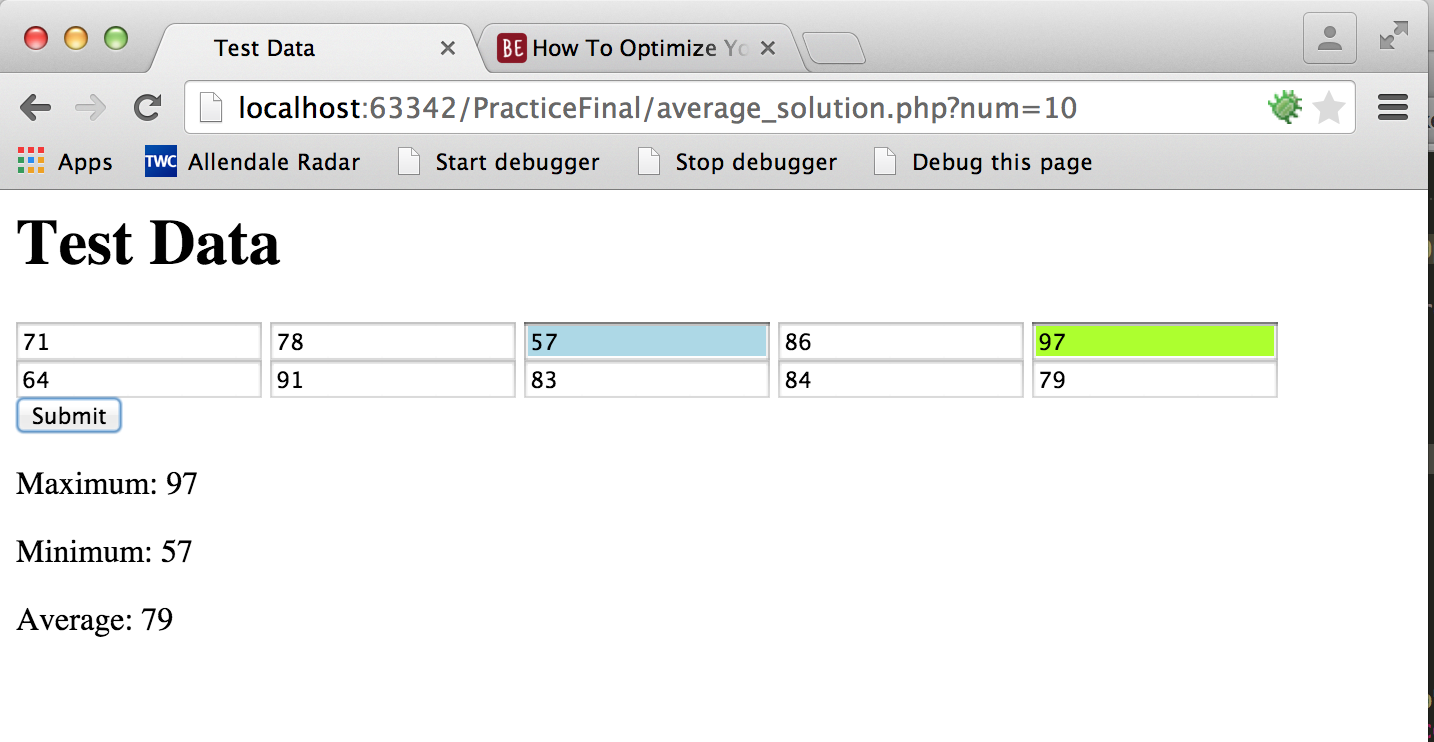 Test Data
BE How To Optimize Yo
localhost:63342/PracticeFinal/average_solution.php?num=10
Apps TWC Allendale Radar Start debugger Stop debugger Debug this page
Test Data
71 78 57 86 97
64 91 83 84 79
Submit
Maximum: 97
Minimum: 57
Average: 79